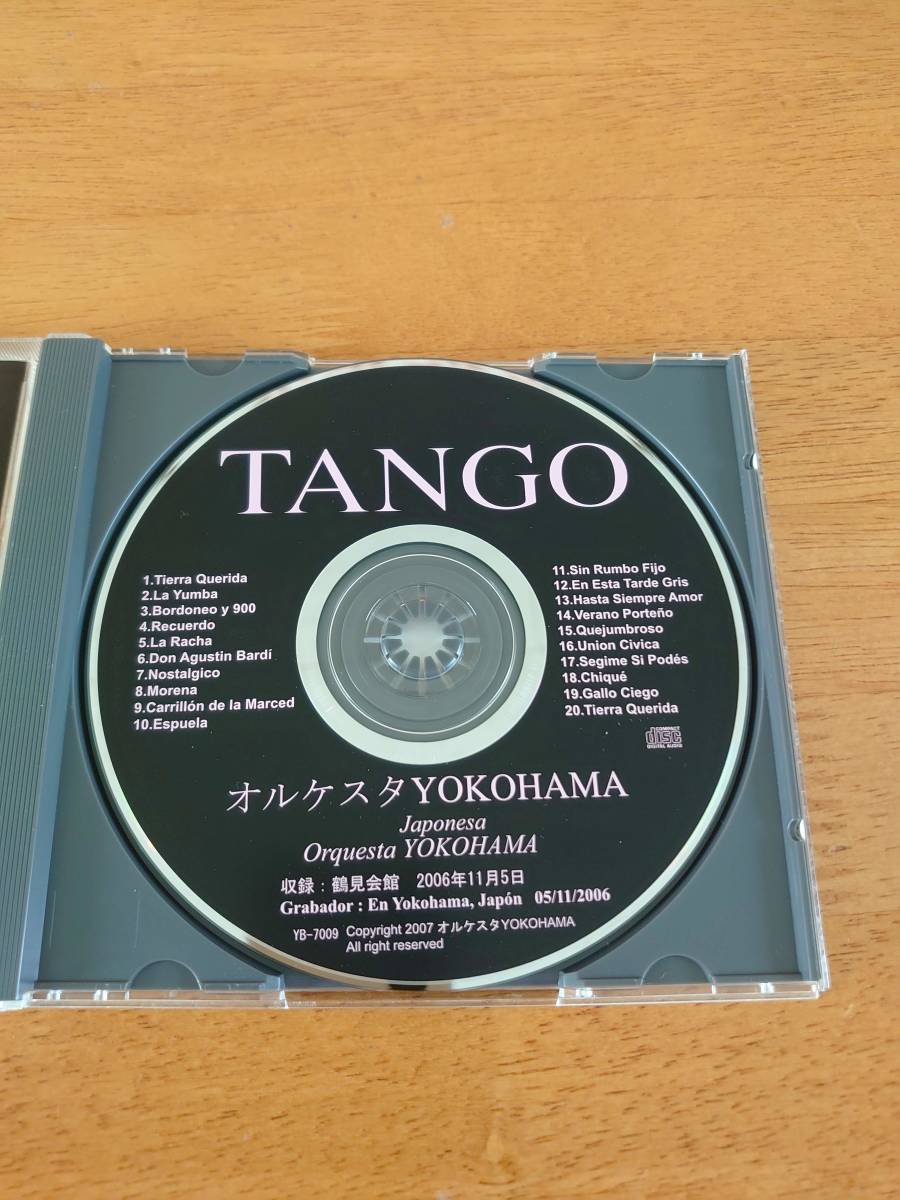 TANGO
1.Tierra Querida
2.La Yumba
3.Bordoneo y 900
4.Recuerdo
5.La Racha
6.Don Agustin Bardí
7.Nostalgico
8.Morena
9.Carrillón de la Marced
10.Espuela
11.Sin Rumbo Fijo
12.En Esta Tarde Gris
13.Hasta Siempre Amor
14.Verano Porteño
15.Quejumbroso
16.Union Civica
17.Segime Si Podés
18.Chiqué
19.Gallo Ciego
20.Tierra Querida
COMPACT
disc
DIGITAL AUDIO
オルケスタYOKOHAMA
Japonesa
Orquesta YOKOHAMA
収録：鶴見会館 2006年11月5日
Grabador : En Yokohama, Japón 05/11/2006
YB-7009 Copyright 2007 オルケスタYOKOHAMA
All right reserved